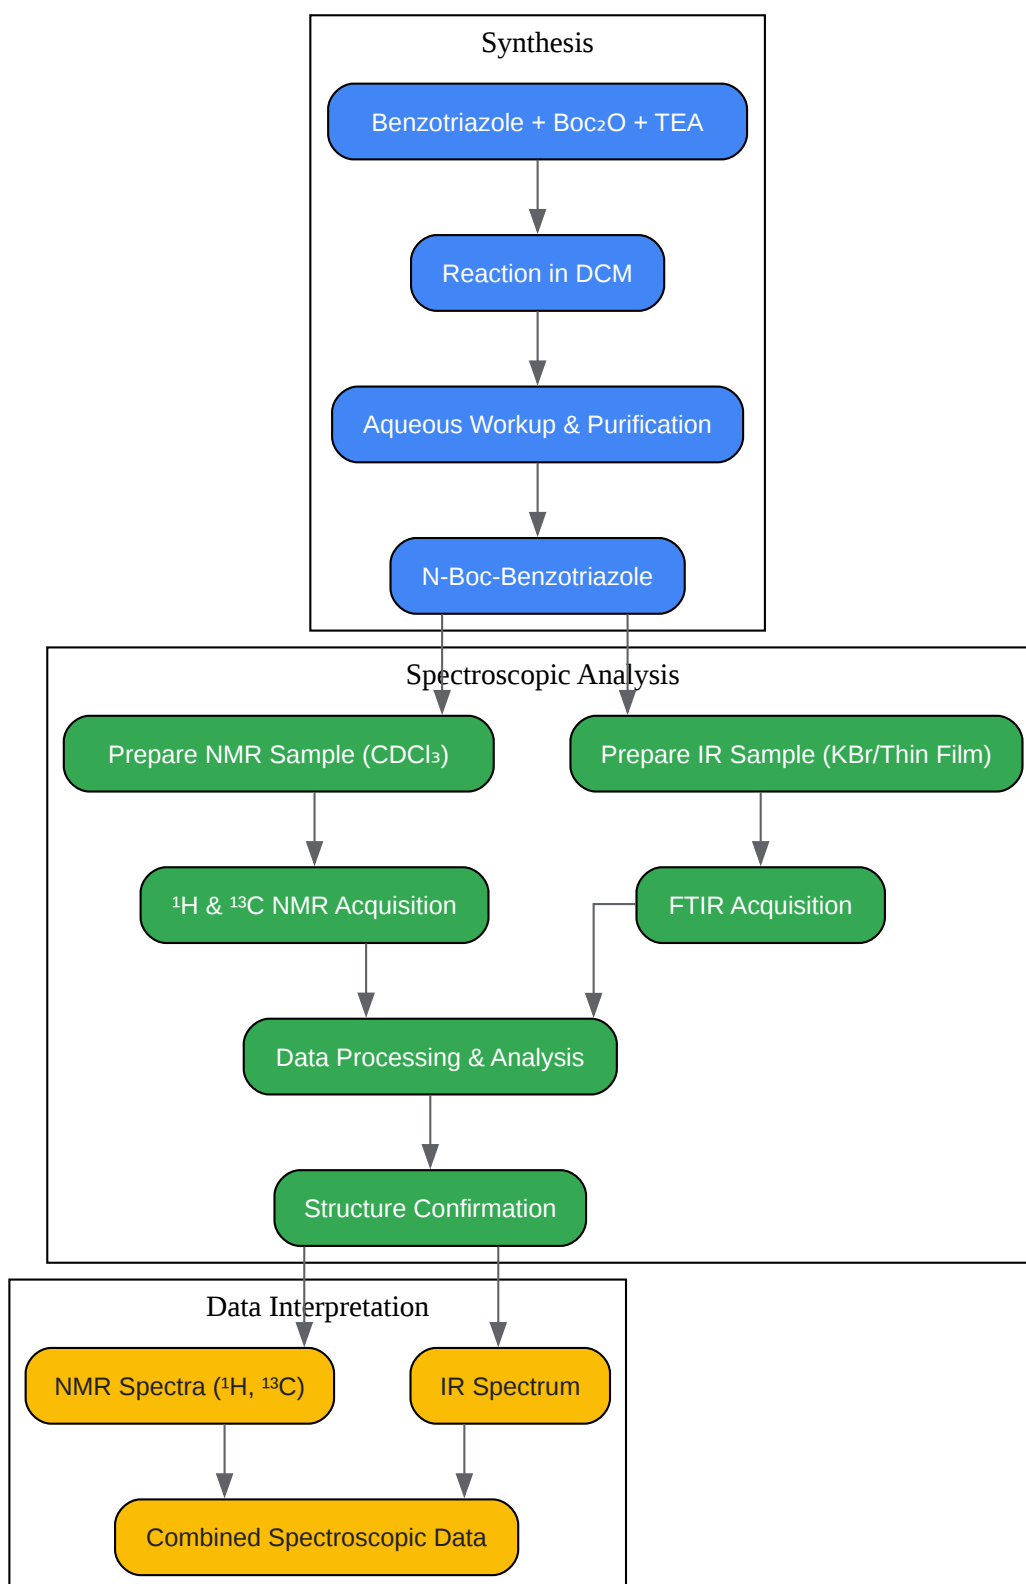 Synthesis
Benzotriazole + Boc₂O + TEA
Reaction in DCM
Aqueous Workup & Purification
N-Boc-Benzotriazole
Spectroscopic Analysis
Prepare NMR Sample (CDCl₃)
Prepare IR Sample (KBr/Thin Film)
¹H & ¹³C NMR Acquisition
FTIR Acquisition
Data Processing & Analysis
Structure Confirmation
Data Interpretation
NMR Spectra (¹H, ¹³C)
IR Spectrum
Combined Spectroscopic Data